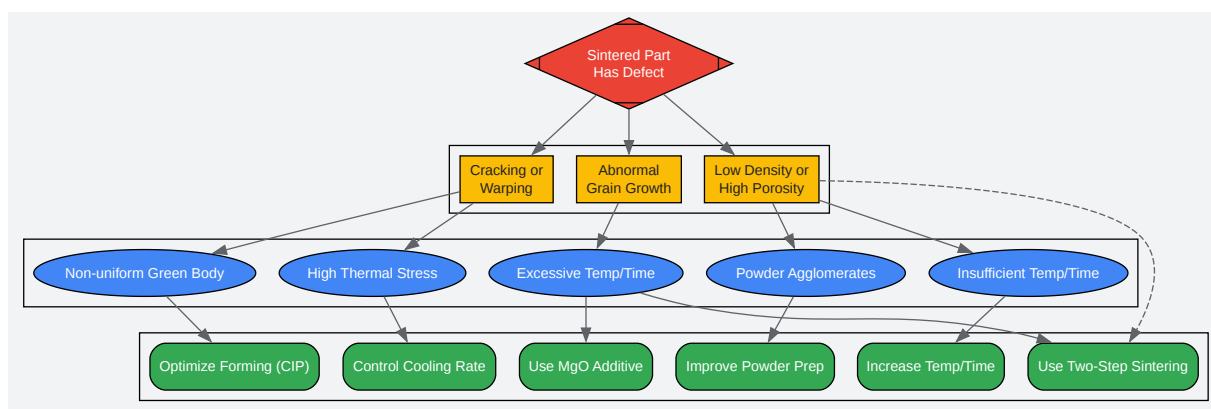 Sintered Part
Has Defect
Cracking or
Warping
Abnormal
Grain Growth
Low Density or
High Porosity
Non-uniform Green Body
High Thermal Stress
Excessive Temp/Time
Powder Agglomerates
Insufficient Temp/Time
Optimize Forming (CIP)
Control Cooling Rate
Use MgO Additive
Improve Powder Prep
Increase Temp/Time
Use Two-Step Sintering